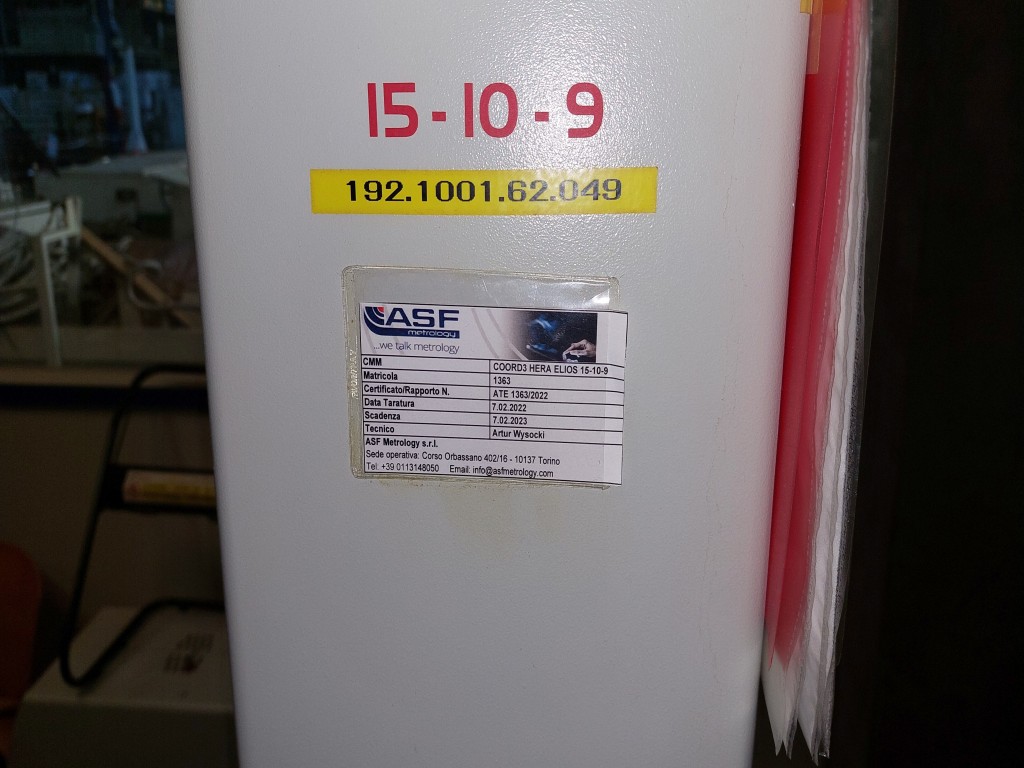 15-10-9
192.1001.62.049
ASF
metrology
...we talk metrology
CMM COORD3 HERA ELIOS 15-10-9
Matricola 1363
Certificato/Rapporto N. ATE 1363/2022
Data Taratura 7.02.2022
Scadenza 7.02.2023
Tecnico Artur Wysocki
ASF Metrology s.r.l.
Sede operativa: Corso Orbassano 402/16 - 10137 Torino
Tel: +39 0113148050 Email: info@asfmetrology.com